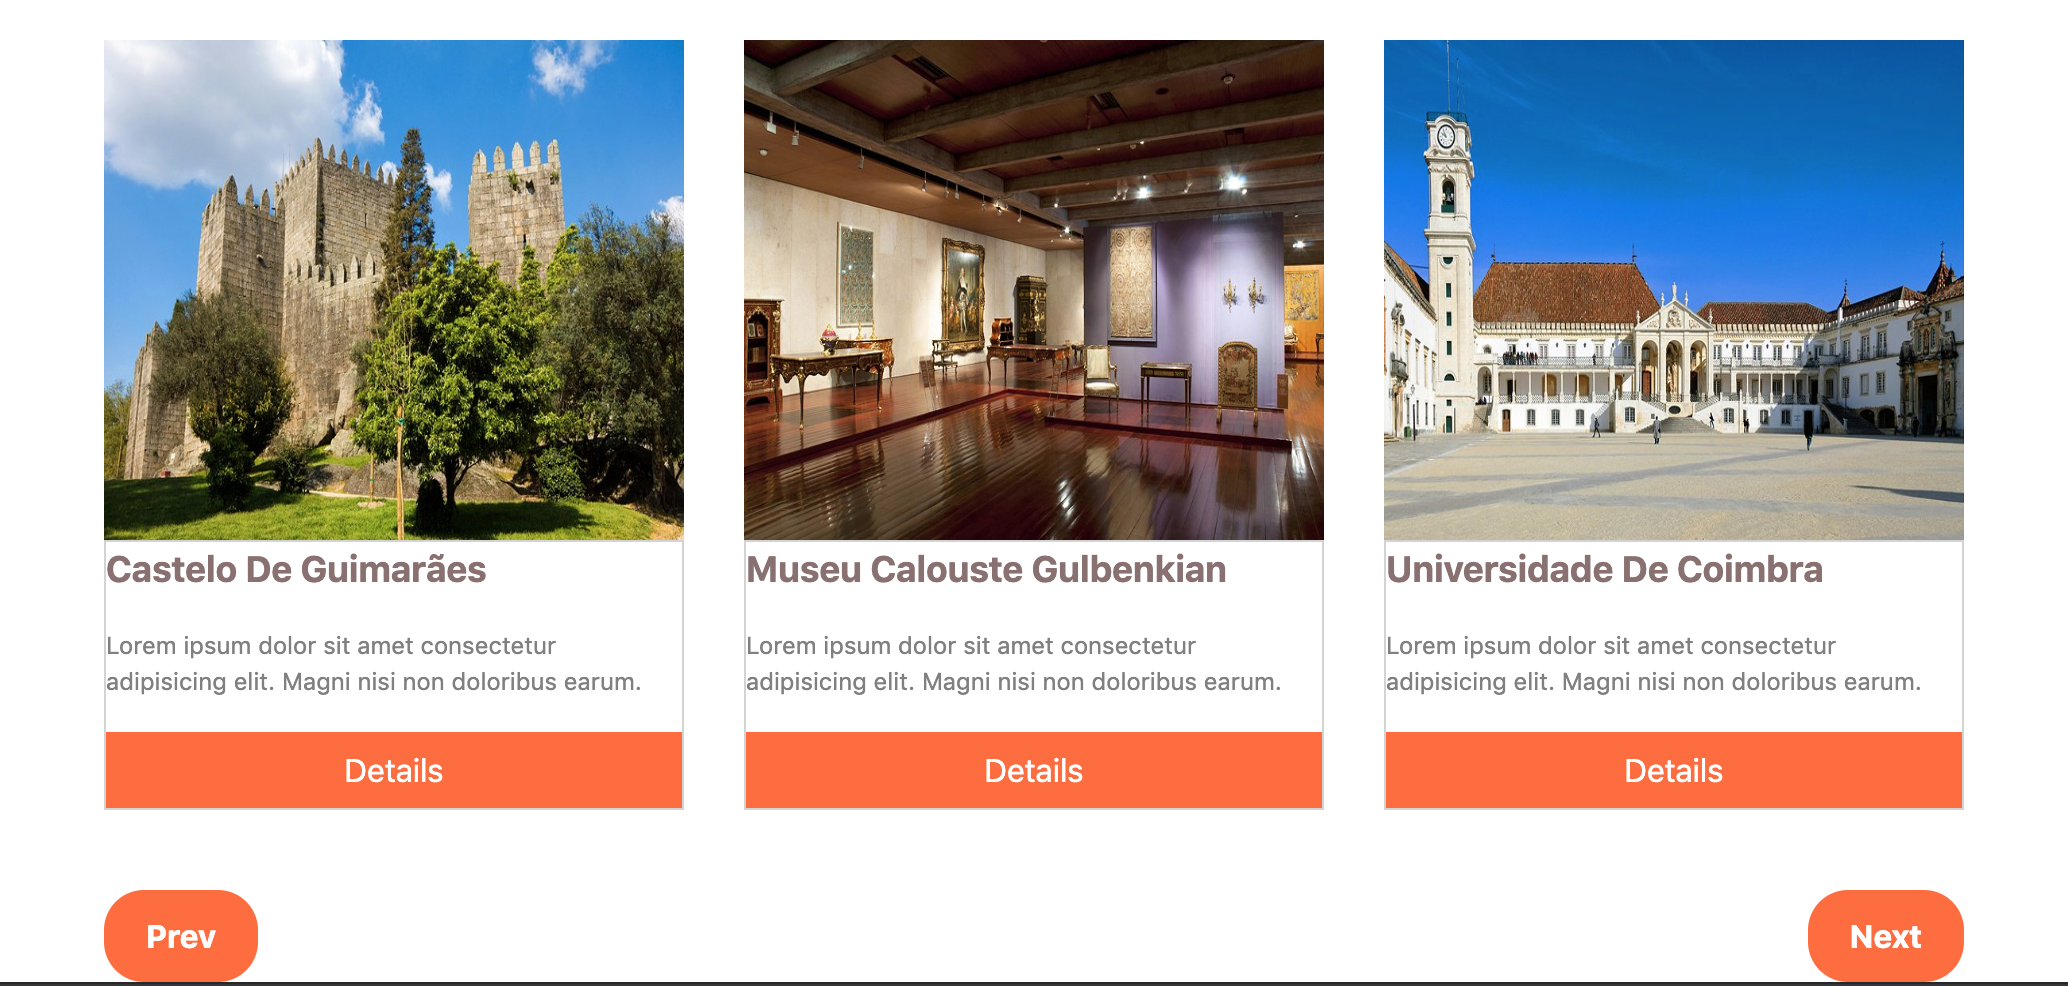 Castelo De Guimarães
Lorem ipsum dolor sit amet consectetur
adipisicing elit. Magni nisi non doloribus earum.
Details
Museu Calouste Gulbenkian
Lorem ipsum dolor sit amet consectetur
adipisicing elit. Magni nisi non doloribus earum.
Details
Universidade De Coimbra
Lorem ipsum dolor sit amet consectetur
adipisicing elit. Magni nisi non doloribus earum.
Details
Prev
Next